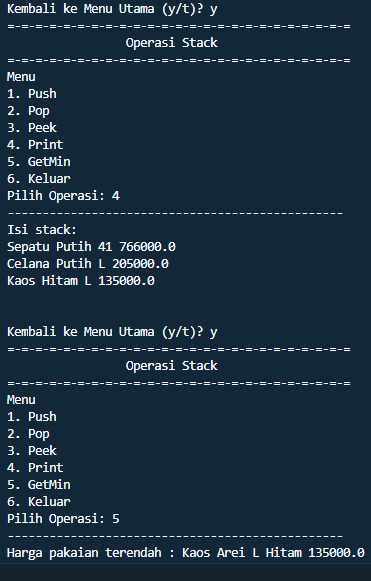 Kembali ke Menu Utama (y/t)? y
=-=-=-=-=-=-=-=-=-=-=-=-=-=-=-=-=-=-=-=-=-=-=-=-=
Operasi Stack
=-=-=-=-=-=-=-=-=-=-=-=-=-=-=-=-=-=-=-=-=-=-=-=-=
Menu
1. Push
2. Pop
3. Peek
4. Print
5. GetMin
6. Keluar
Pilih Operasi: 4
------------------------------------------------
Isi stack:
Sepatu Putih 41 766000.0
Celana Putih L 205000.0
Kaos Hitam L 135000.0
Kembali ke Menu Utama (y/t)? y
=-=-=-=-=-=-=-=-=-=-=-=-=-=-=-=-=-=-=-=-=-=-=-=-=
Operasi Stack
=-=-=-=-=-=-=-=-=-=-=-=-=-=-=-=-=-=-=-=-=-=-=-=-=
Menu
1. Push
2. Pop
3. Peek
4. Print
5. GetMin
6. Keluar
Pilih Operasi: 5
------------------------------------------------
Harga pakaian terendah : Kaos Arei L Hitam 135000.0